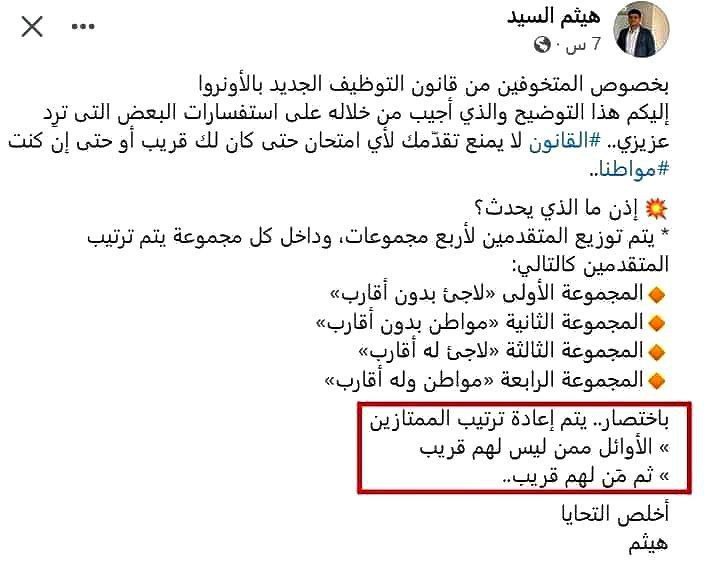 هيثم السيد
7 س ·
بخصوص المتخوفين من قانون التوظيف الجديد بالأونروا
إليكم هذا التوضيح والذي أجيب من خلاله على استفسارات البعض التى ترِد
عزيزي.. #القانون لا يمنع تقدّمك لأي امتحان حتى كان لك قريب أو حتى إن كنت
#مواطنا..
💥 إذن ما الذي يحدث؟
* يتم توزيع المتقدمين لأربع مجموعات، وداخل كل مجموعة يتم ترتيب
المتقدمين كالتالي:
🔸المجموعة الأولى «لاجئ بدون أقارب»
🔸المجموعة الثانية «مواطن بدون أقارب»
🔸المجموعة الثالثة «لاجئ له أقارب»
🔸المجموعة الرابعة «مواطن وله أقارب»
باختصار.. يتم إعادة ترتيب الممتازين
» الأوائل ممن ليس لهم قريب
» ثم مَن لهم قريب..
أخلص التحايا
هيثم